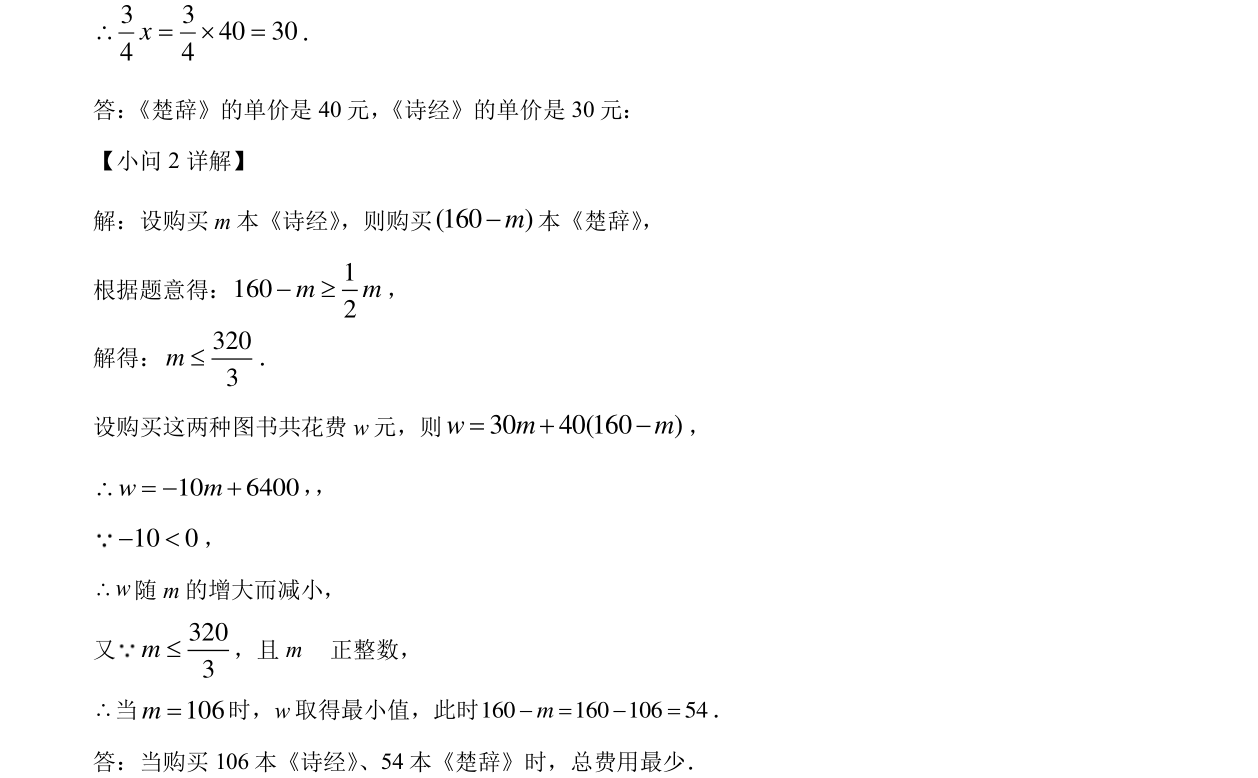 ∴ 3/4 x = 3/4 × 40 = 30．
答：《楚辞》的单价是 40 元，《诗经》的单价是 30 元：
【小问 2 详解】
解：设购买 m 本《诗经》，则购买 (160 − m) 本《楚辞》，
根据题意得：160 − m ≥ 1/2 m，
解得：m ≤ 320/3．
设购买这两种图书共花费 w 元，则 w = 30m + 40(160 − m)，
∴ w = −10m + 6400，，
∵ −10 < 0，
∴ w 随 m 的增大而减小，
又∵ m ≤ 320/3，且 m 正整数，
∴当 m = 106 时，w 取得最小值，此时 160 − m = 160 − 106 = 54．
答：当购买 106 本《诗经》、54 本《楚辞》时，总费用最少．